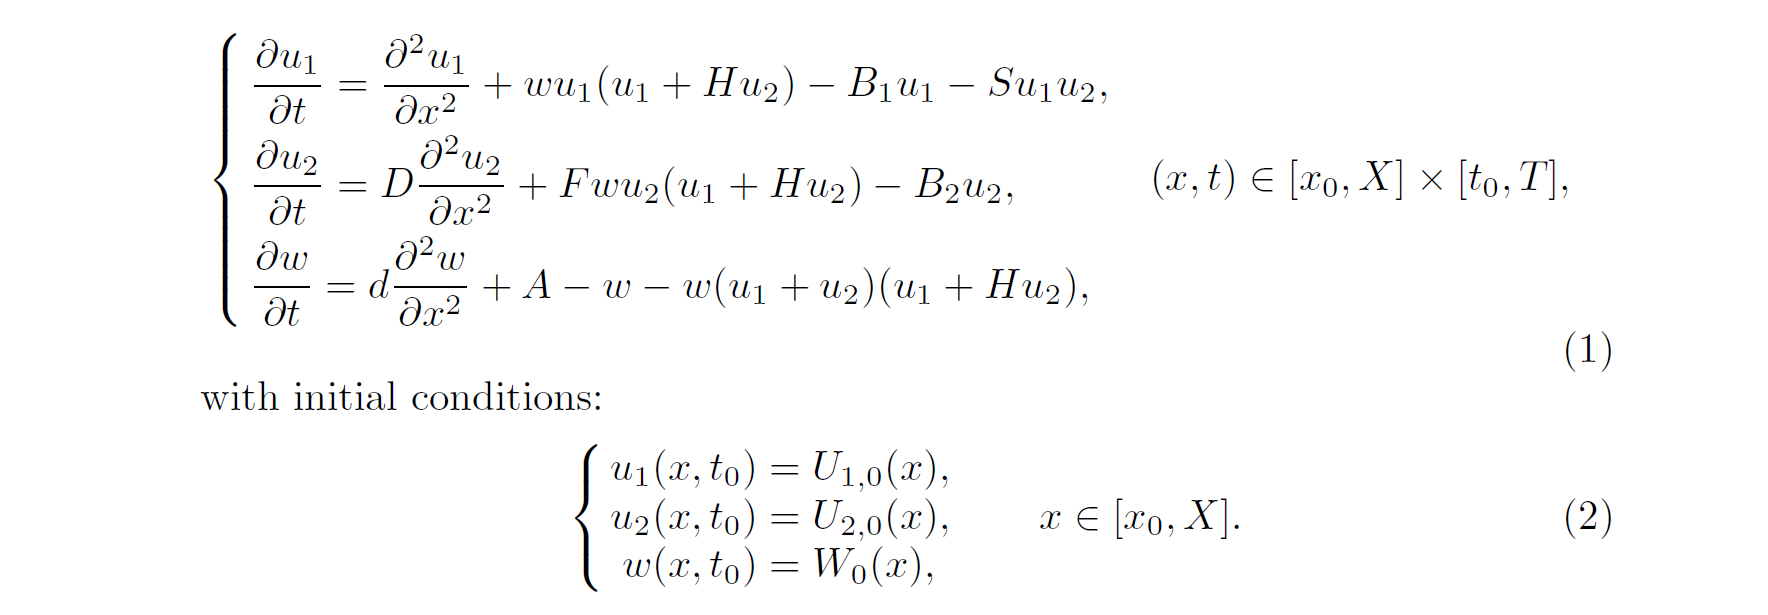 ∂u₁/∂t = ∂²u₁/∂x² + wu₁(u₁ + Hu₂) − B₁u₁ − Su₁u₂,
∂u₂/∂t = D ∂²u₂/∂x² + Fwu₂(u₁ + Hu₂) − B₂u₂, (x, t) ∈ [x₀, X] × [t₀, T],
∂w/∂t = d ∂²w/∂x² + A − w − w(u₁ + u₂)(u₁ + Hu₂),
(1)
with initial conditions:
u₁(x, t₀) = U₁,₀(x),
u₂(x, t₀) = U₂,₀(x), x ∈ [x₀, X]. (2)
w(x, t₀) = W₀(x),